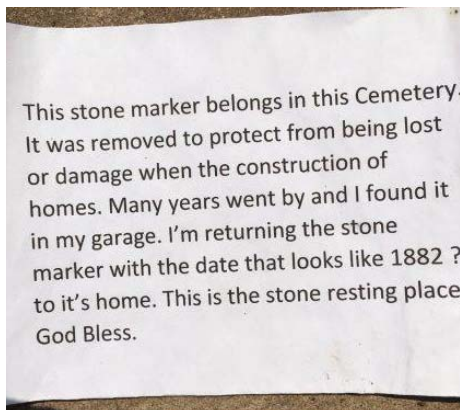 This stone marker belongs in this Cemetery.
It was removed to protect from being lost
or damage when the construction of
homes. Many years went by and I found it
in my garage. I'm returning the stone
marker with the date that looks like 1882 ?
to it's home. This is the stone resting place
God Bless.